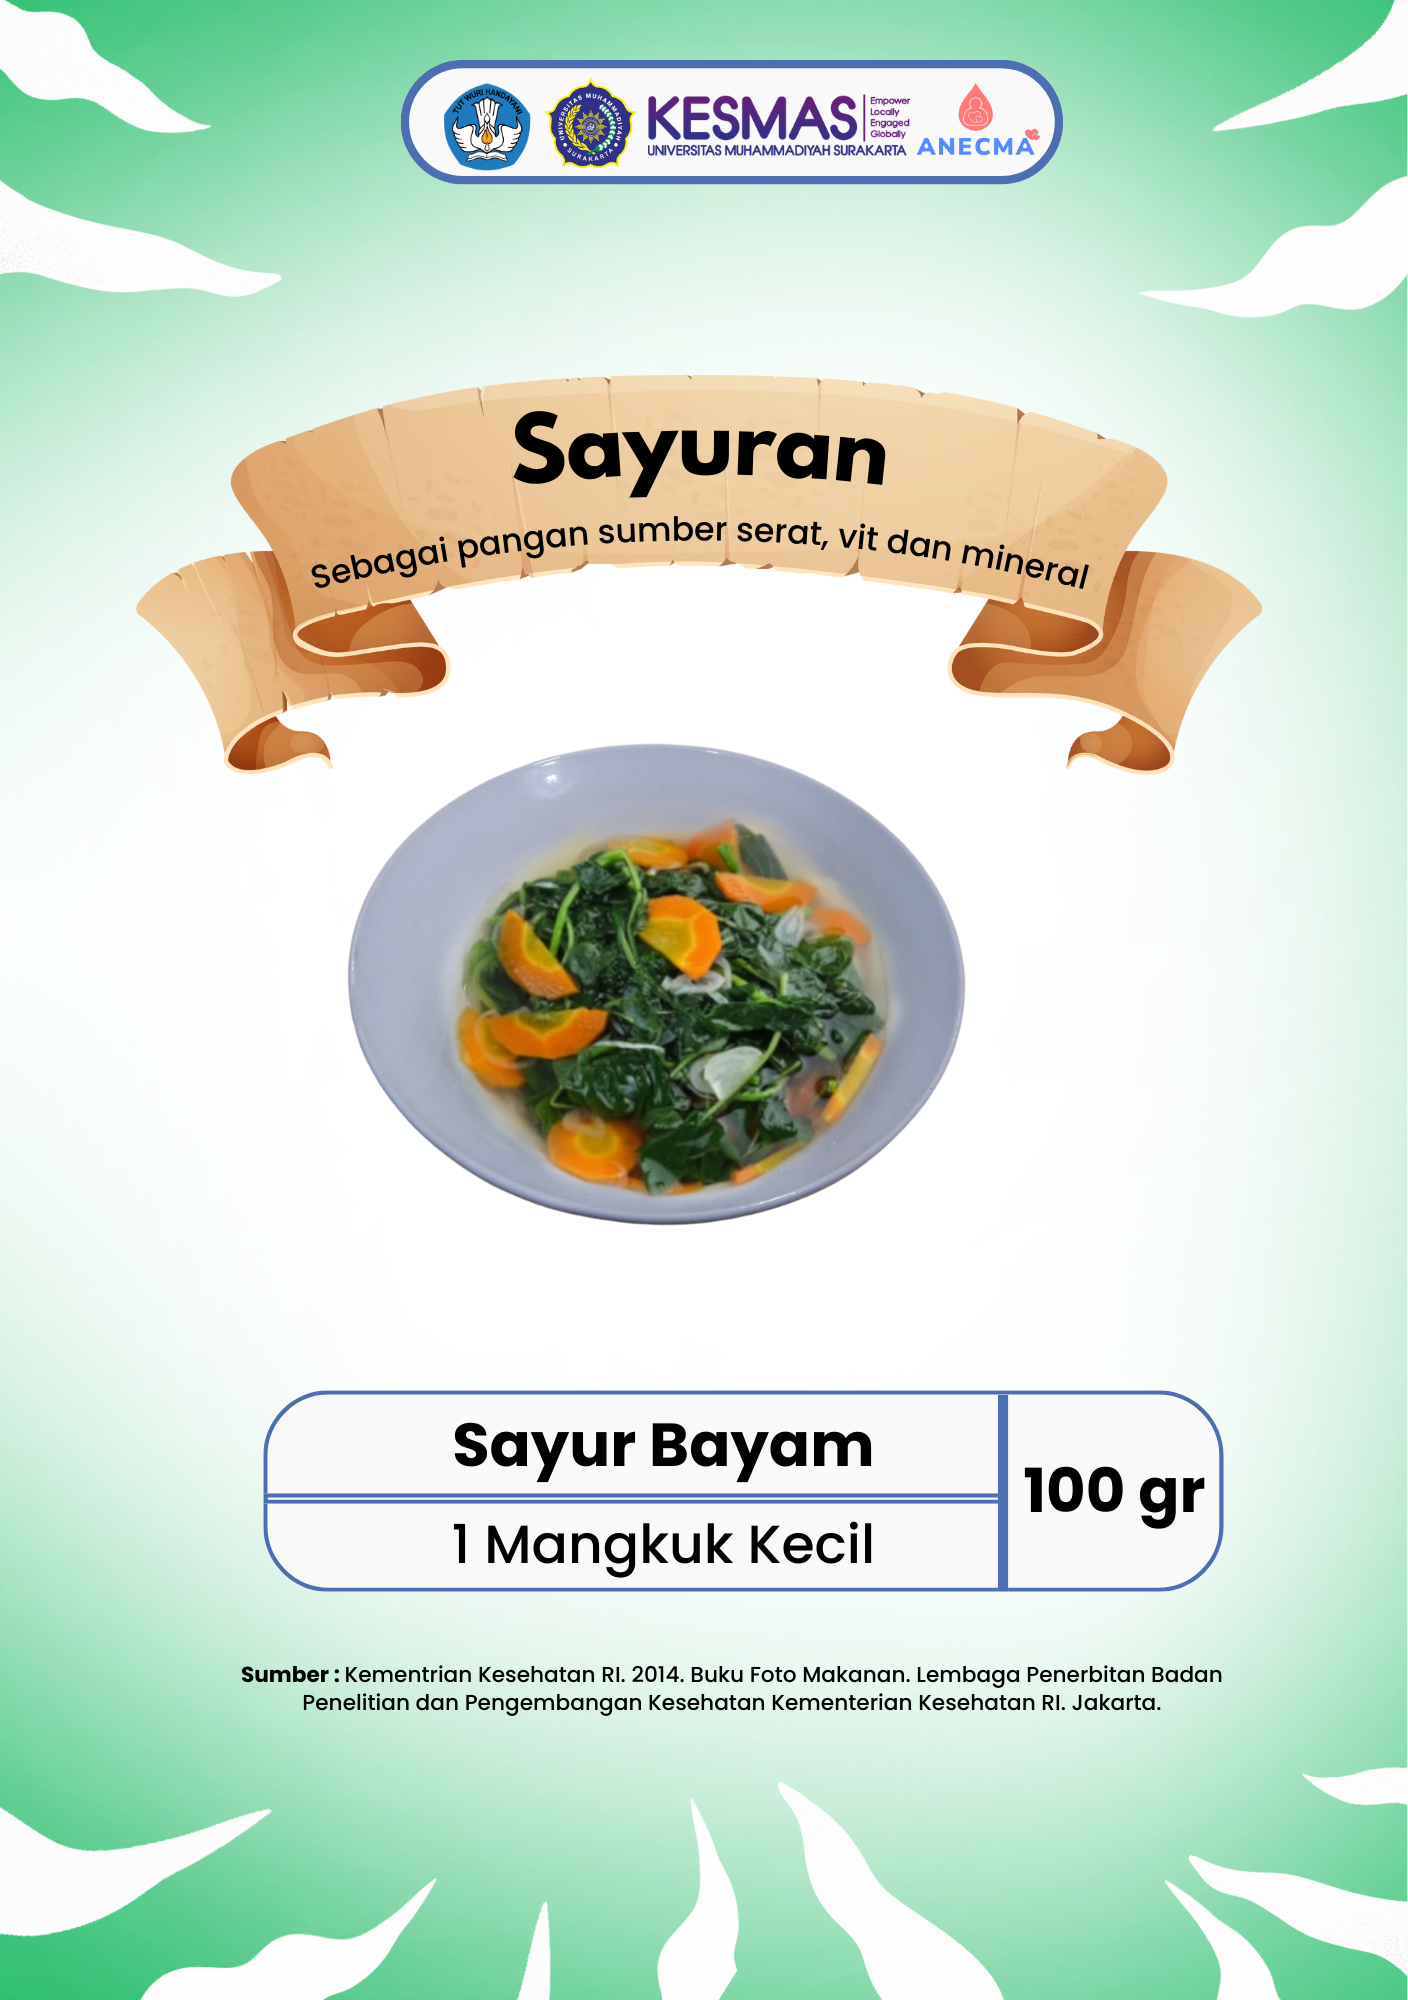 TUT WURI HANDAYANI
UNIVERSITAS MUHAMMADIYAH
SURAKARTA
KESMAS
Empower
Locally
Engaged
Globally
UNIVERSITAS MUHAMMADIYAH SURAKARTA
ANECMA
Sayuran
Sebagai pangan sumber serat, vit dan mineral
Sayur Bayam
100 gr
1 Mangkuk Kecil
Sumber : Kementrian Kesehatan RI. 2014. Buku Foto Makanan. Lembaga Penerbitan Badan
Penelitian dan Pengembangan Kesehatan Kementerian Kesehatan RI. Jakarta.